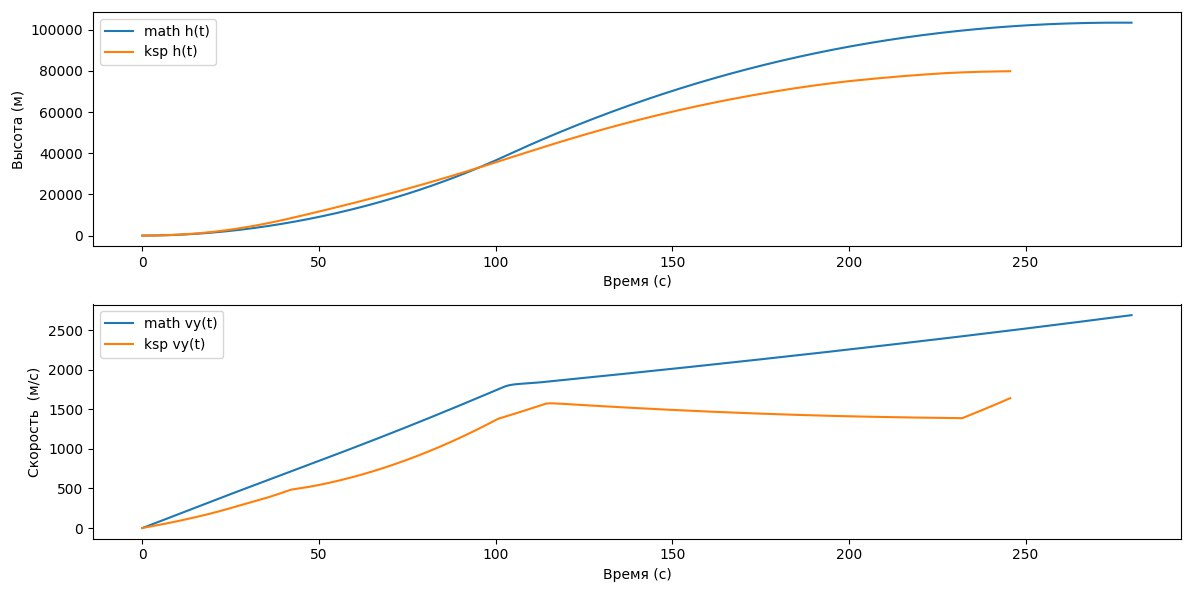 math h(t)
ksp h(t)
Высота (м)
100000
80000
60000
40000
20000
0
0 50 100 150 200 250
Время (с)
math vy(t)
ksp vy(t)
Скорость (м/с)
2500
2000
1500
1000
500
0
0 50 100 150 200 250
Время (с)